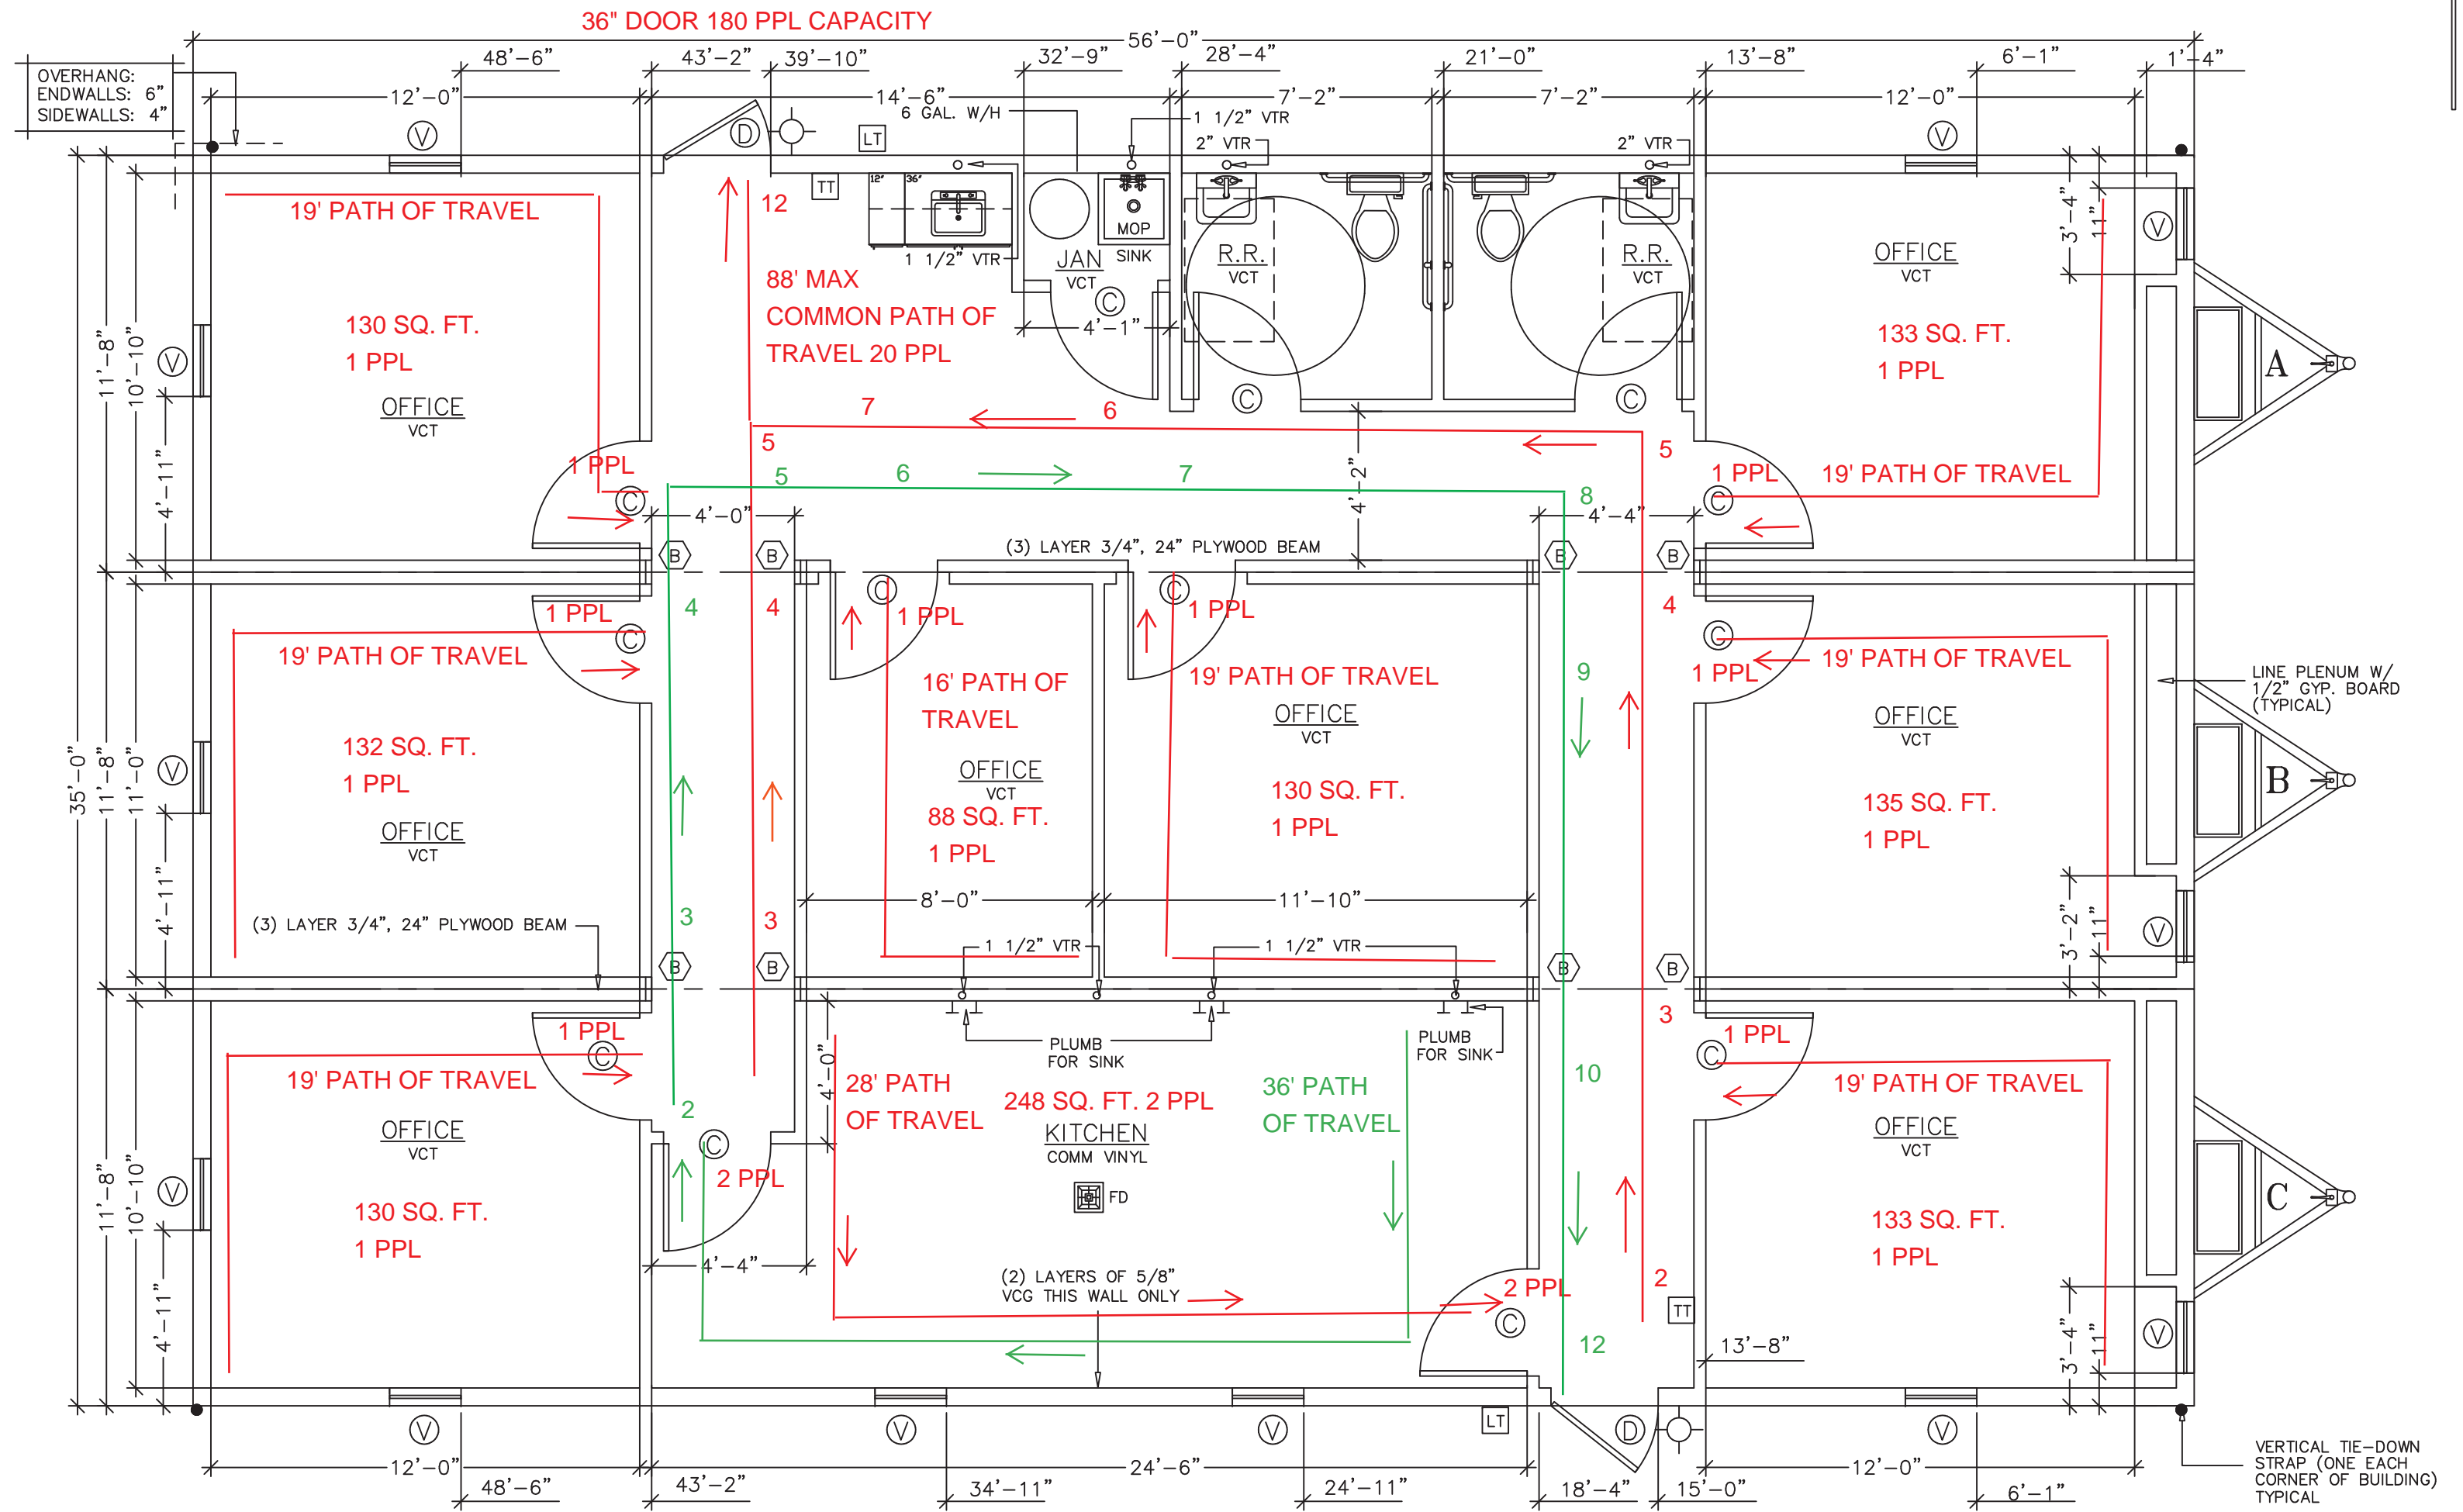 36" DOOR 180 PPL CAPACITY
56'-0"
48'-6"
43'-2"
39'-10"
32'-9"
28'-4"
21'-0"
13'-8"
6'-1"
1'-4"
OVERHANG:
ENDWALLS: 6"
SIDEWALLS: 4"
12'-0"
14'-6"
7'-2"
7'-2"
12'-0"
6 GAL. W/H
1 1/2" VTR
2" VTR
2" VTR
V
D
LT
V
TT
12"
36"
19' PATH OF TRAVEL
12
MOP
SINK
1 1/2" VTR
JAN
VCT
C
4'-1"
R.R.
VCT
R.R.
VCT
OFFICE
VCT
3'-4"
11"
V
88' MAX
COMMON PATH OF
TRAVEL 20 PPL
130 SQ. FT.
1 PPL
OFFICE
VCT
V
11'-8"
10'-10"
4'-11"
133 SQ. FT.
1 PPL
A
C
C
7
6
5
5
1 PPL
C
5
6
7
8
4'-2"
1 PPL
C
19' PATH OF TRAVEL
4'-0"
4'-4"
B
B
(3) LAYER 3/4", 24" PLYWOOD BEAM
B
B
1 PPL
C
4
4
C
1 PPL
C
1 PPL
4
C
1 PPL
19' PATH OF TRAVEL
19' PATH OF TRAVEL
16' PATH OF
TRAVEL
19' PATH OF TRAVEL
9
LINE PLENUM W/
1/2" GYP. BOARD
(TYPICAL)
OFFICE
VCT
OFFICE
VCT
35'-0"
11'-8"
11'-0"
V
132 SQ. FT.
1 PPL
OFFICE
VCT
OFFICE
VCT
88 SQ. FT.
1 PPL
130 SQ. FT.
1 PPL
135 SQ. FT.
1 PPL
B
4'-11"
8'-0"
11'-10"
3'-2"
11"
V
(3) LAYER 3/4", 24" PLYWOOD BEAM
3
3
1 1/2" VTR
1 1/2" VTR
B
B
B
B
3
1 PPL
C
4'-0"
PLUMB
FOR SINK
PLUMB
FOR SINK
1 PPL
C
19' PATH OF TRAVEL
2
28' PATH
OF TRAVEL
248 SQ. FT. 2 PPL
KITCHEN
COMM VINYL
36' PATH
OF TRAVEL
10
19' PATH OF TRAVEL
OFFICE
VCT
C
2 PPL
FD
OFFICE
VCT
11'-8"
10'-10"
V
4'-11"
130 SQ. FT.
1 PPL
133 SQ. FT.
1 PPL
C
4'-4"
(2) LAYERS OF 5/8"
VCG THIS WALL ONLY
2 PPL
2
TT
C
12
13'-8"
3'-4"
11"
V
V
V
V
LT
D
V
VERTICAL TIE-DOWN
STRAP (ONE EACH
CORNER OF BUILDING)
TYPICAL
12'-0"
24'-6"
12'-0"
48'-6"
43'-2"
34'-11"
24'-11"
18'-4"
15'-0"
6'-1"